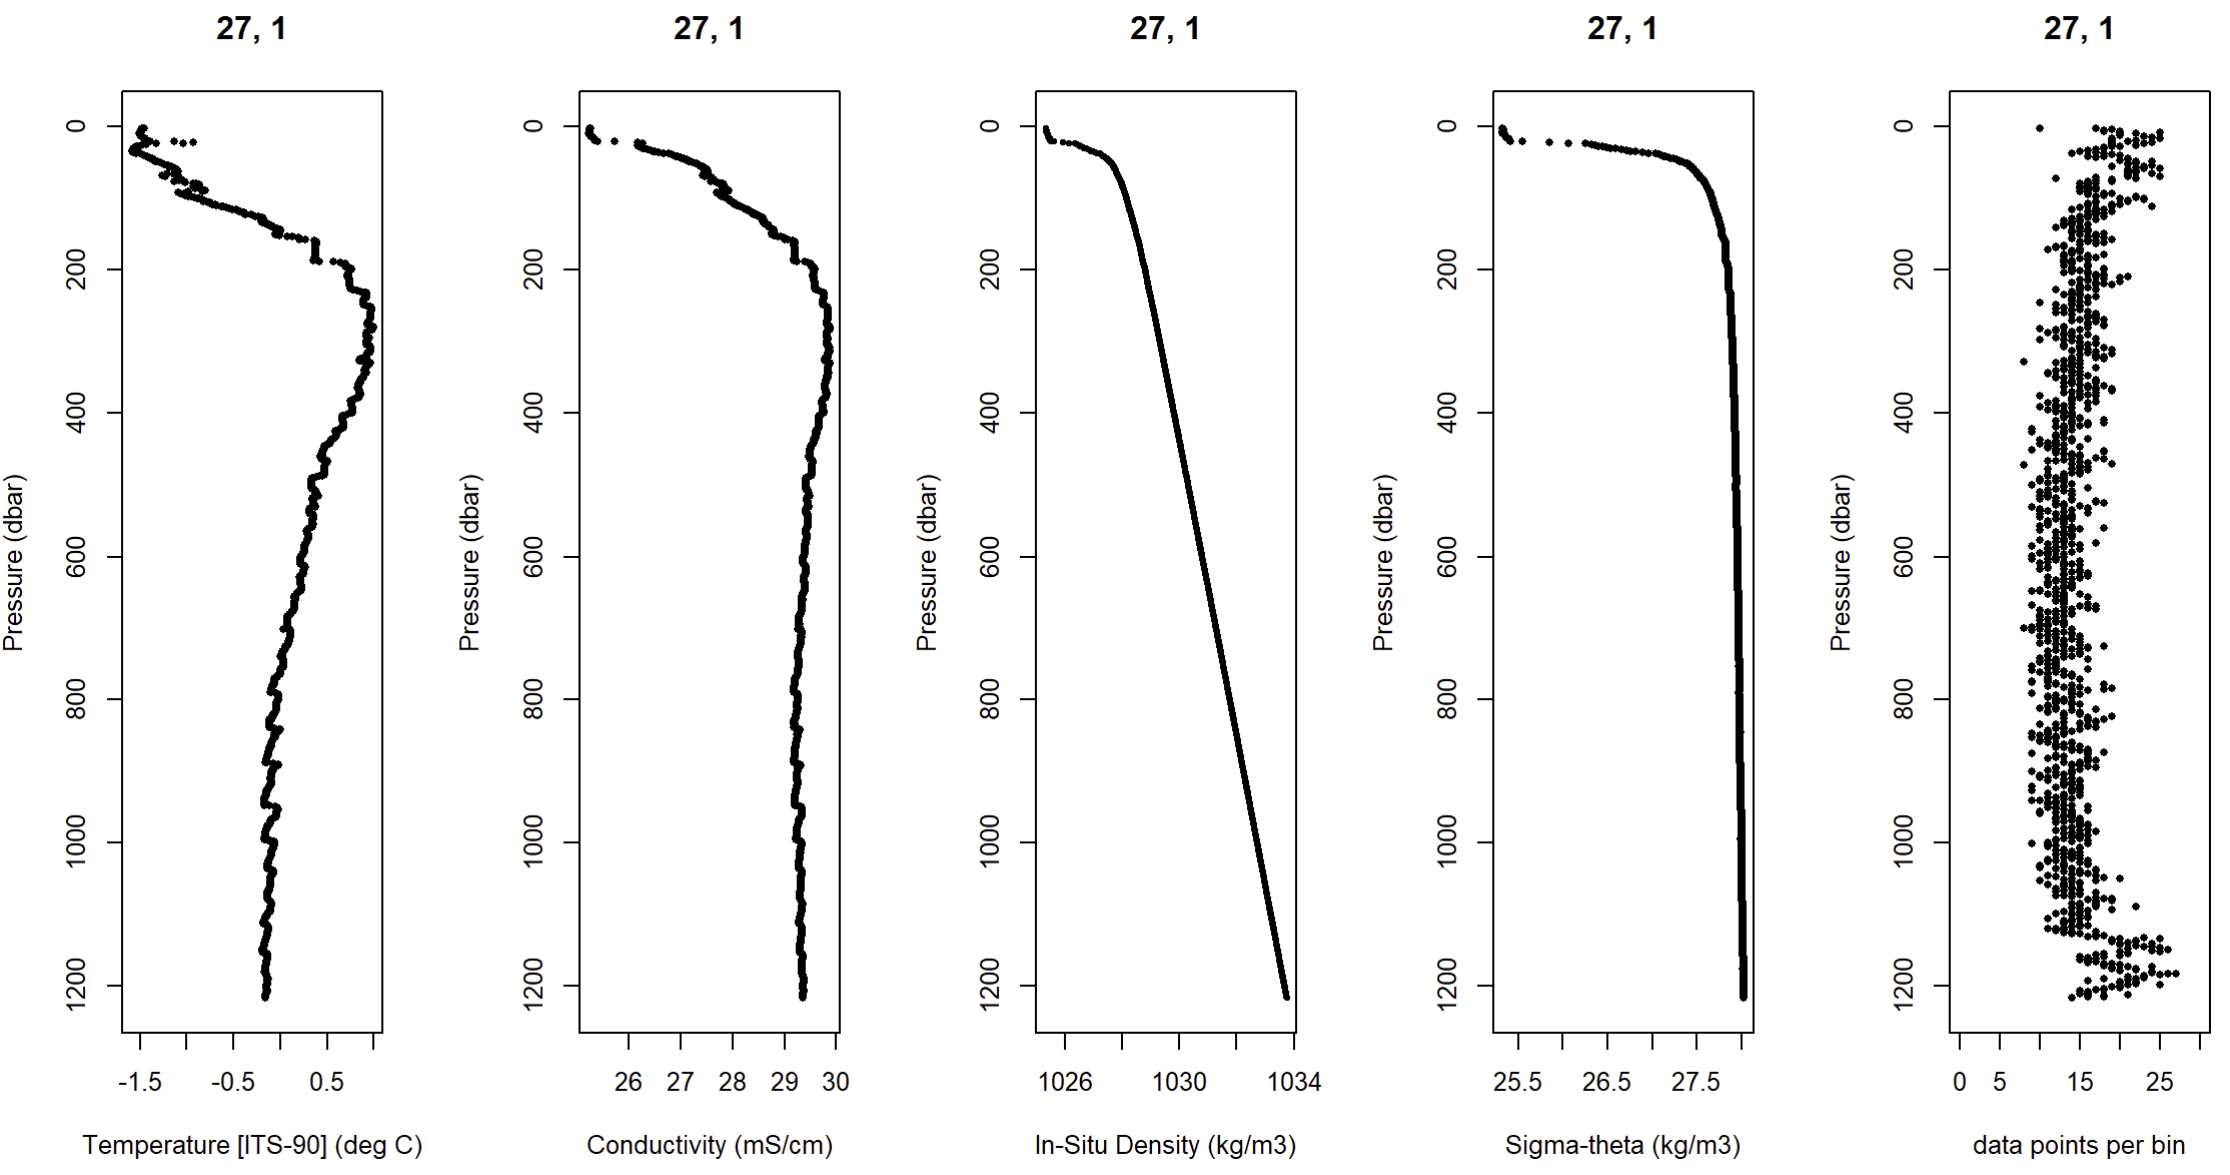 27, 1
27, 1
27, 1
27, 1
27, 1
0
200
400
600
800
1000
1200
Pressure (dbar)
-1.5 -0.5 0.5
Temperature [ITS-90] (deg C)
0
200
400
600
800
1000
1200
Pressure (dbar)
26 27 28 29 30
Conductivity (mS/cm)
0
200
400
600
800
1000
1200
Pressure (dbar)
1026 1030 1034
In-Situ Density (kg/m3)
0
200
400
600
800
1000
1200
Pressure (dbar)
25.5 26.5 27.5
Sigma-theta (kg/m3)
0
200
400
600
800
1000
1200
Pressure (dbar)
0 5 15 25
data points per bin